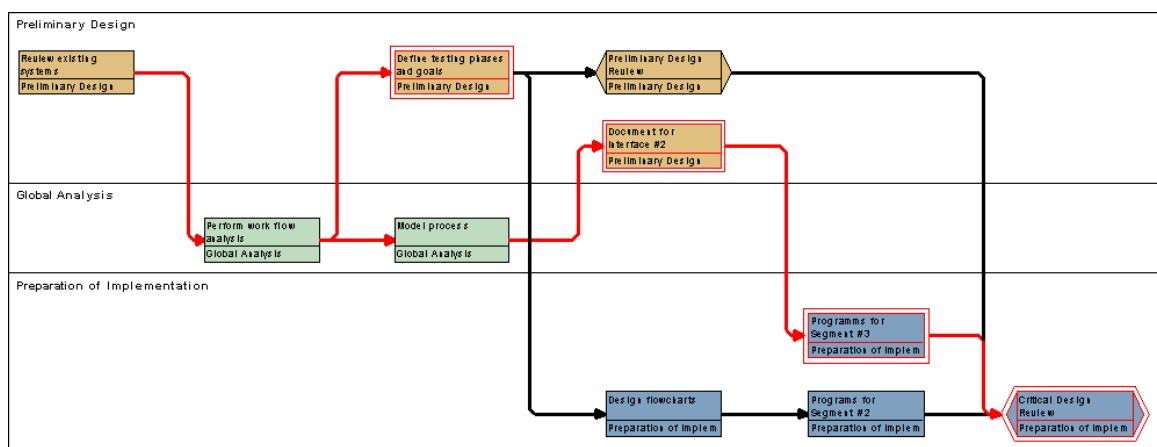 Preliminary Design
Review existing
systems
Preliminary Design
Define testing phases
and goals
Preliminary Design
Preliminary Design
Review
Preliminary Design
Document for
Interface #2
Preliminary Design
Global Analysis
Perform work flow
analysis
Global Analysis
Model process
Global Analysis
Preparation of Implementation
Programms for
Segment #3
Preparation of Implem
Design flowcharts
Preparation of Implem
Programs for
Segment #2
Preparation of Implem
Critical Design
Review
Preparation of Implem